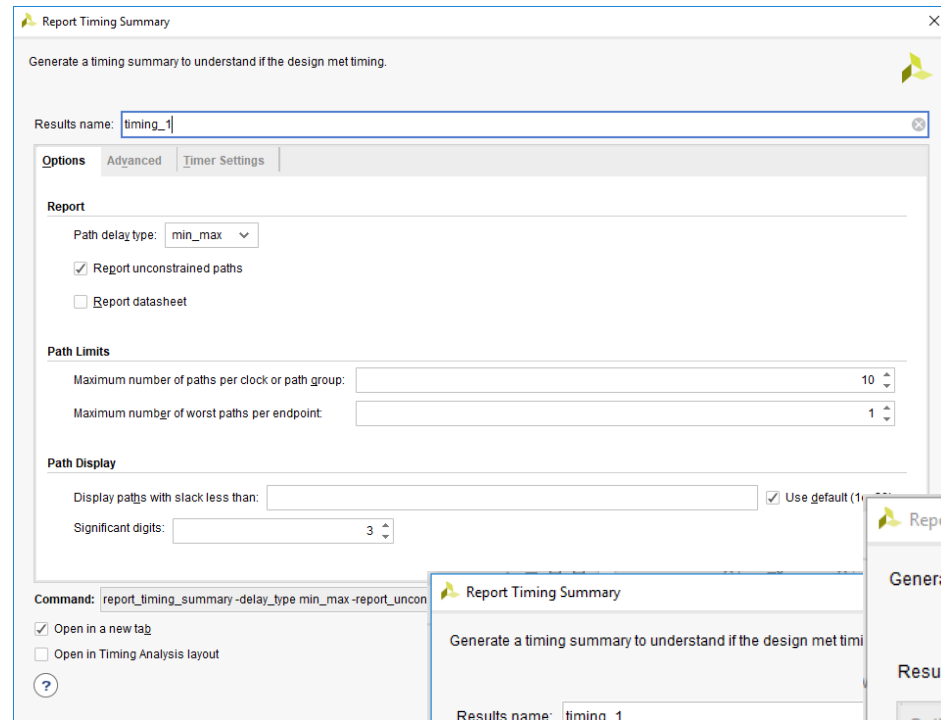 Report Timing Summary
Generate a timing summary to understand if the design met timing.
Results name: timing_1
Options Advanced Timer Settings
Report
Path delay type: min_max
Report unconstrained paths
Report datasheet
Path Limits
Maximum number of paths per clock or path group: 10
Maximum number of worst paths per endpoint: 1
Path Display
Display paths with slack less than: Use default
Significant digits: 3
Command: report_timing_summary -delay_type min_max -report_uncon
Open in a new tab
Open in Timing Analysis layout
?
Report Timing Summary
Generate a timing summary to understand if the design met timi
Results name: timing_1
Repo
Genera
Resu